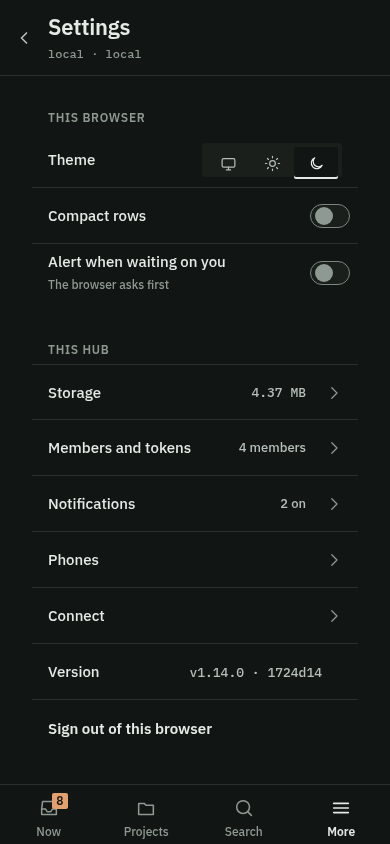 Settings
local · local
THIS BROWSER
Theme
Compact rows
Alert when waiting on you
The browser asks first
THIS HUB
Storage 4.37 MB
Members and tokens 4 members
Notifications 2 on
Phones
Connect
Version v1.14.0 · 1724d14
Sign out of this browser
8
Now Projects Search More